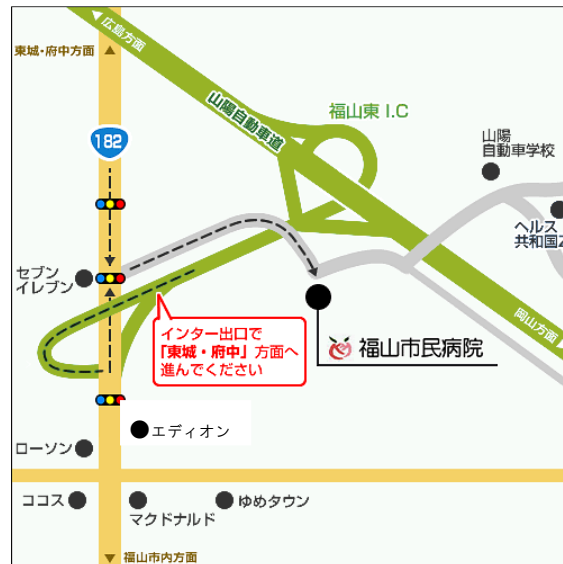 広島方面
東城・府中方面
山陽自動車道
福山東 I.C
182
山陽
自動車学校
ヘルス
共和国
セブン
イレブン
岡山方面
インター出口で
「東城・府中」方面へ
進んでください
福山市民病院
エディオン
ローソン
ココス
マクドナルド
ゆめタウン
福山市内方面